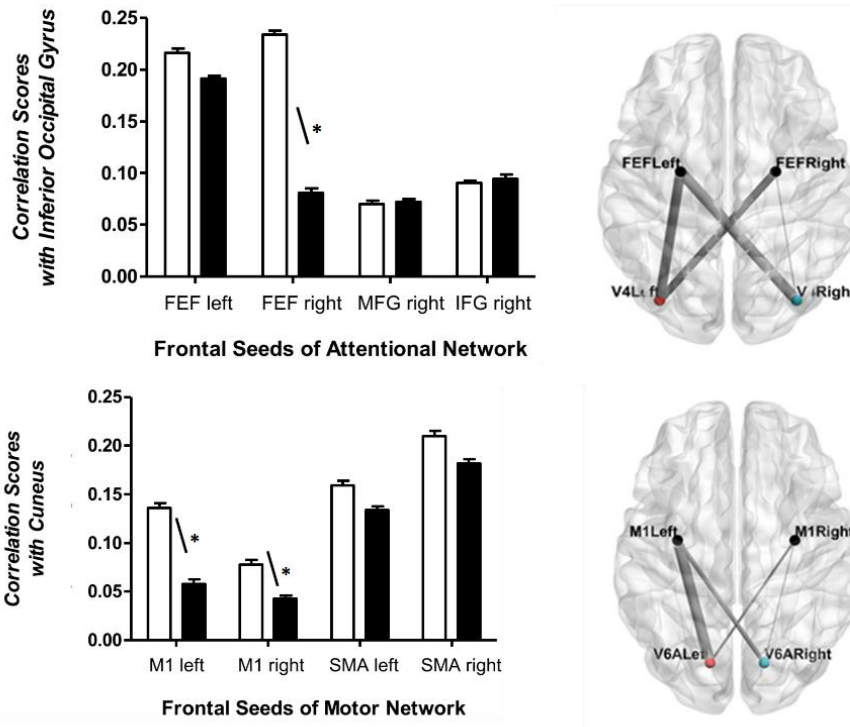 Correlation Scores
with Inferior Occipital Gyrus
0.25
0.20
0.15
0.10
0.05
0.00
*
FEF left
FEF right
MFG right
IFG right
Frontal Seeds of Attentional Network
FEFLeft
FEFRight
V4Left
Right
Correlation Scores
with Cuneus
0.25
0.20
0.15
0.10
0.05
0.00
*
*
M1 left
M1 right
SMA left
SMA right
Frontal Seeds of Motor Network
M1Left
M1Right
V6ALef
V6ARight